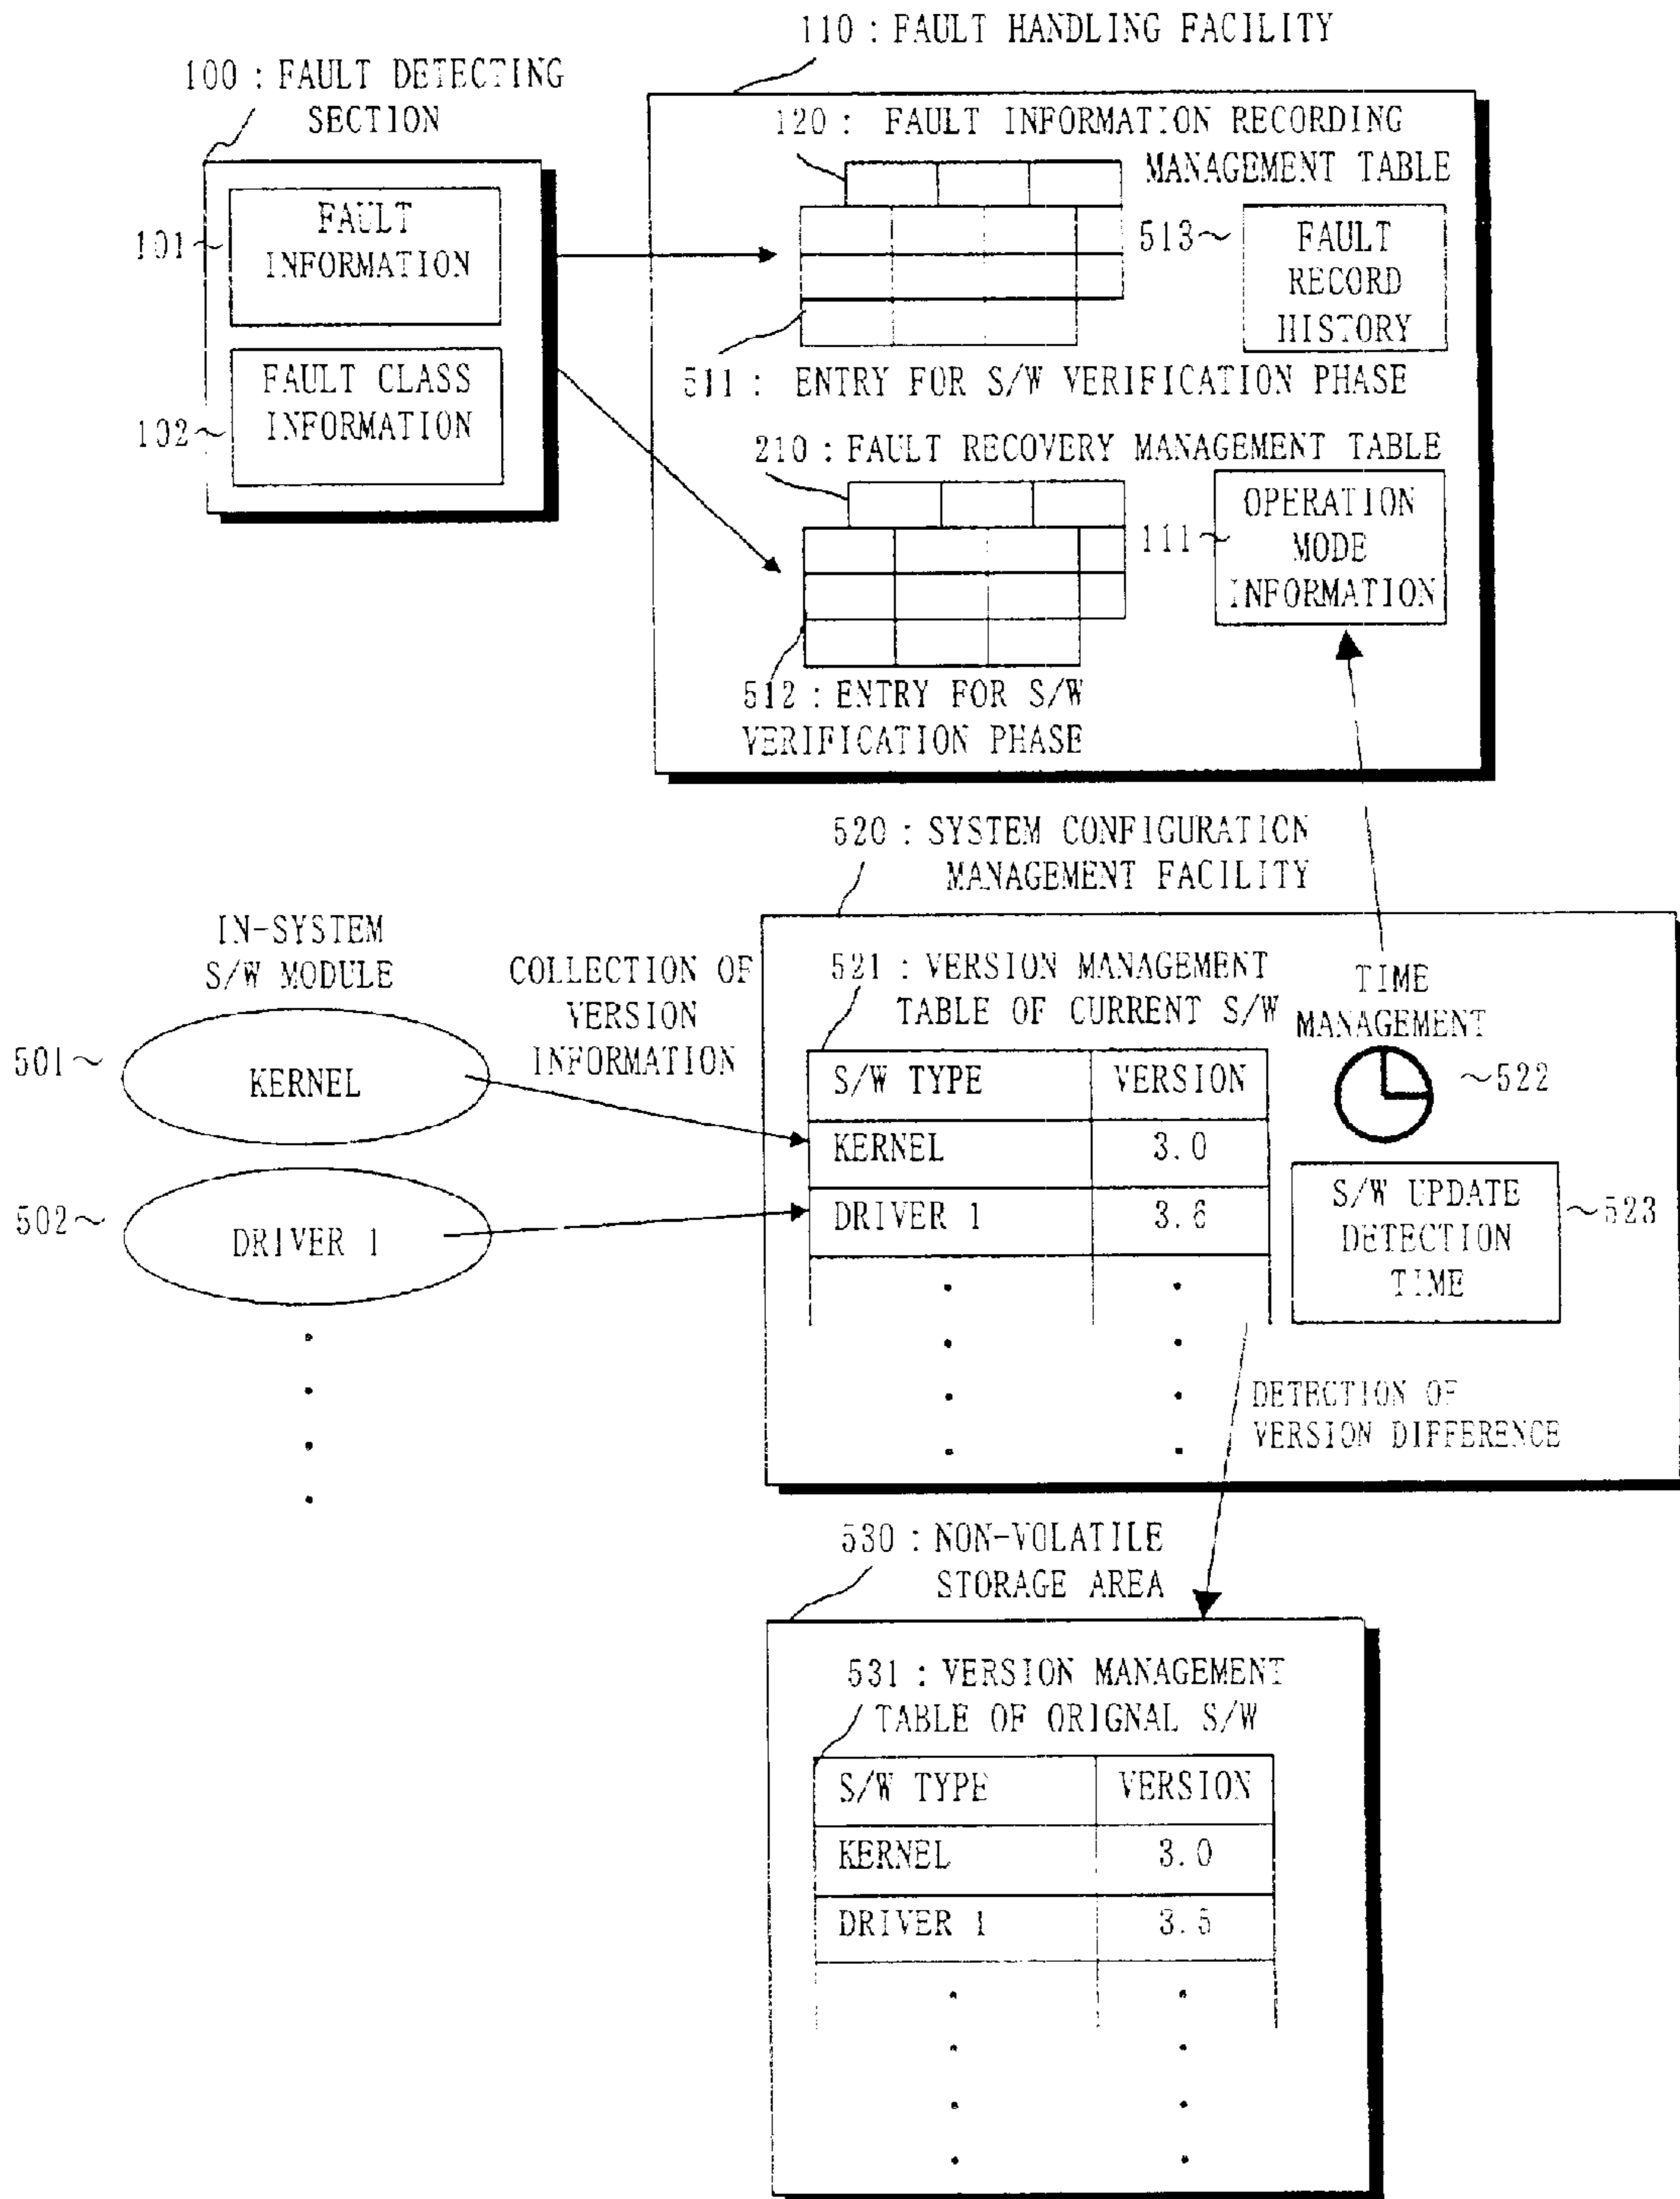 110 : FAULT HANDLING FACILITY
100 : FAULT DETECTING
SECTION
120 : FAULT INFORMATION RECORDING
MANAGEMENT TABLE
101~
FAULT
INFORMATION
513~
FAULT
RECORD
HISTORY
102~
FAULT CLASS
INFORMATION
511 : ENTRY FOR S/W VERIFICATION PHASE
210 : FAULT RECOVERY MANAGEMENT TABLE
111~
OPERATION
MODE
INFORMATION
512 : ENTRY FOR S/W
VERIFICATION PHASE
520 : SYSTEM CONFIGURATION
MANAGEMENT FACILITY
IN-SYSTEM
S/W MODULE
COLLECTION OF
VERSION
INFORMATION
521 : VERSION MANAGEMENT
TABLE OF CURRENT S/W
TIME
MANAGEMENT
501~
KERNEL
S/W TYPE VERSION
~522
KERNEL 3.0
502~
DRIVER 1
DRIVER 1 3.6
S/W UPDATE
DETECTION
TIME
~523
DETECTION OF
VERSION DIFFERENCE
530 : NON-VOLATILE
STORAGE AREA
531 : VERSION MANAGEMENT
TABLE OF ORIGNAL S/W
S/W TYPE VERSION
KERNEL 3.0
DRIVER 1 3.5